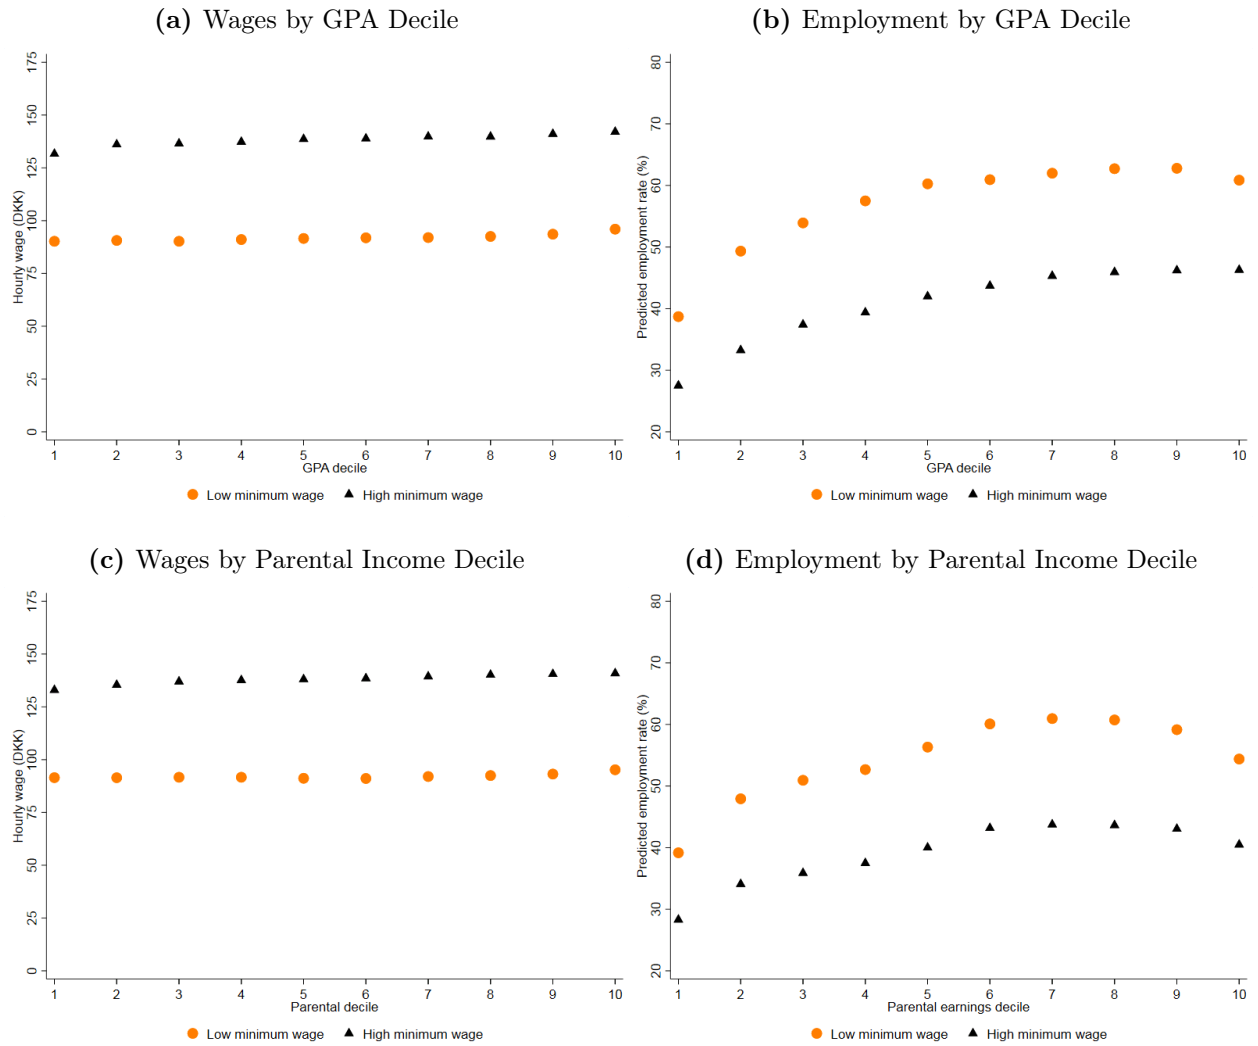 (a) Wages by GPA Decile
Hourly wage (DKK)
175
150
125
100
75
50
25
0
1 2 3 4 5 6 7 8 9 10
GPA decile
Low minimum wage High minimum wage
(b) Employment by GPA Decile
Predicted employment rate (%)
80
70
60
50
40
30
20
1 2 3 4 5 6 7 8 9 10
GPA decile
Low minimum wage High minimum wage
(c) Wages by Parental Income Decile
Hourly wage (DKK)
175
150
125
100
75
50
25
0
1 2 3 4 5 6 7 8 9 10
Parental decile
Low minimum wage High minimum wage
(d) Employment by Parental Income Decile
Predicted employment rate (%)
80
70
60
50
40
30
20
1 2 3 4 5 6 7 8 9 10
Parental earnings decile
Low minimum wage High minimum wage